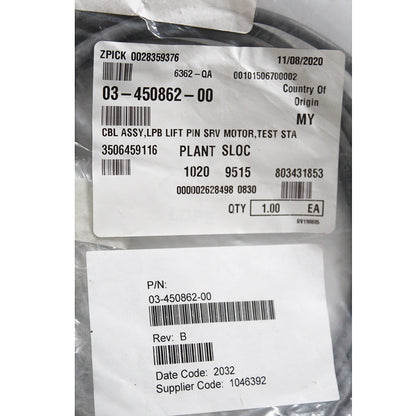 ZPICK 0028359376 11/08/2020
6362-QA 00101506700002
03-450862-00 Country Of
Origin
MY
CBL ASSY,LPB LIFT PIN SRV MOTOR,TEST STA
3506459116 PLANT SLOC
1020 9515 803431853
000002628498 0830
QTY 1.00 EA
RV190805
P/N:
03-450862-00
Rev: B
Date Code: 2032
Supplier Code: 1046392